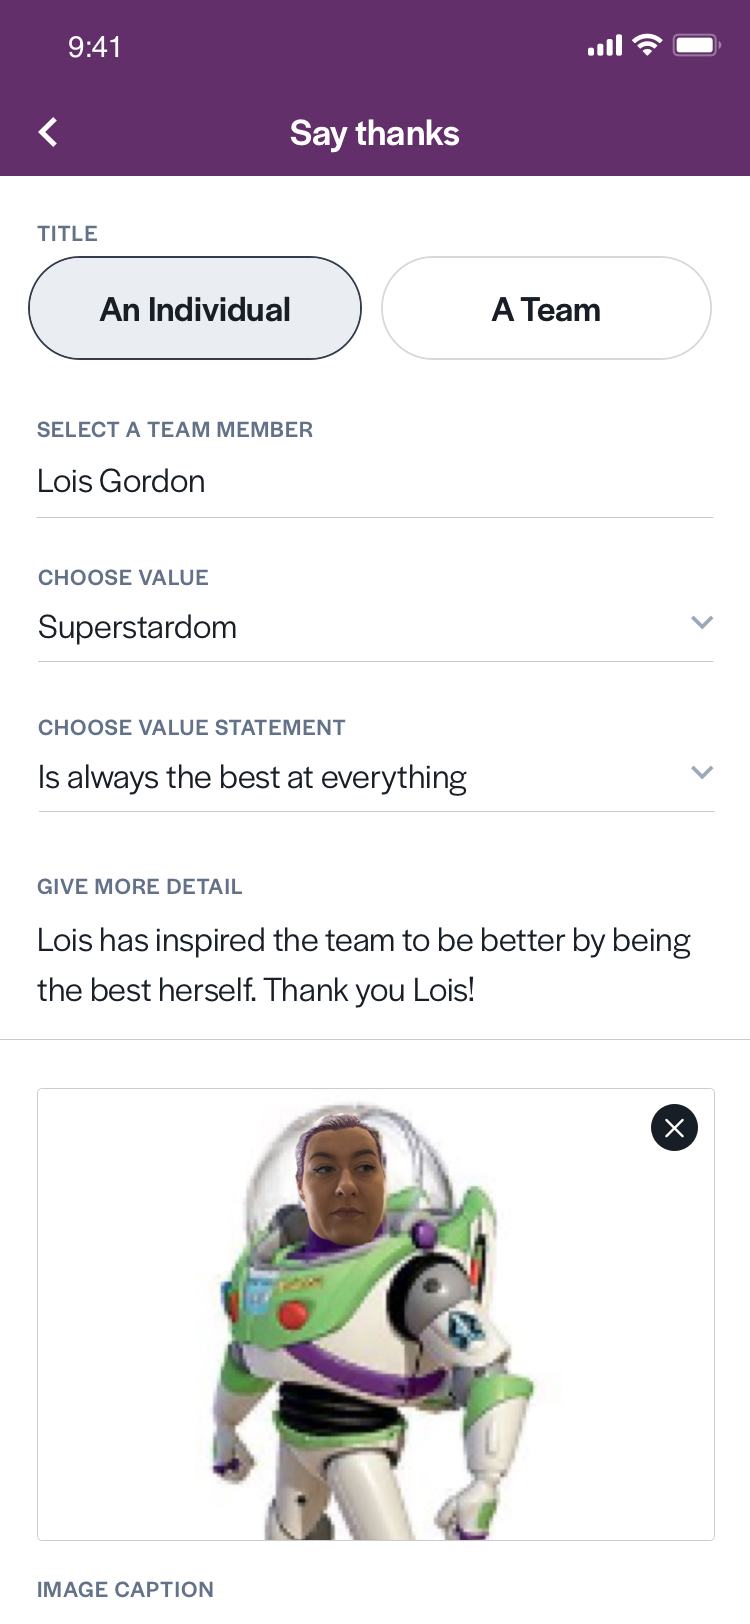 9:41
Say thanks
TITLE
An Individual
A Team
SELECT A TEAM MEMBER
Lois Gordon
CHOOSE VALUE
Superstardom
CHOOSE VALUE STATEMENT
Is always the best at everything
GIVE MORE DETAIL
Lois has inspired the team to be better by being
the best herself. Thank you Lois!
IMAGE CAPTION